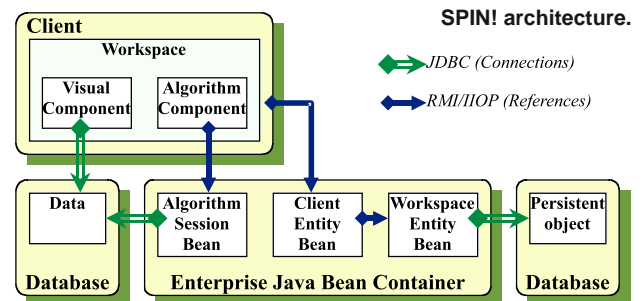 SPIN! architecture.
Client
Workspace
Visual
Component
Algorithm
Component
JDBC (Connections)
RMI/IIOP (References)
Data
Database
Algorithm
Session
Bean
Client
Entity
Bean
Workspace
Entity
Bean
Enterprise Java Bean Container
Persistent
object
Database